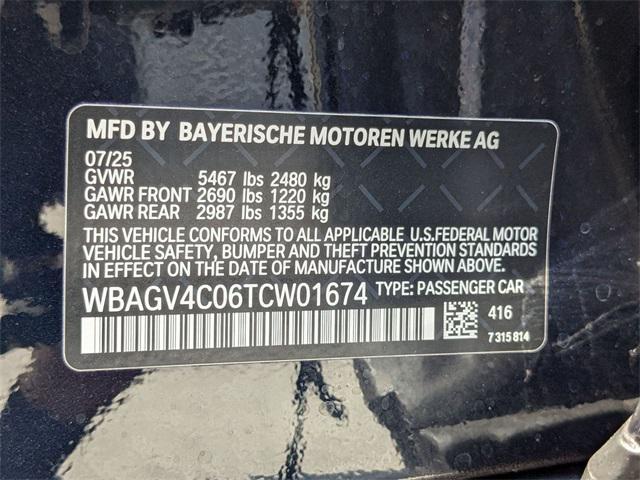 MFD BY BAYERISCHE MOTOREN WERKE AG
07/25
GVWR 5467 lbs 2480 kg
GAWR FRONT 2690 lbs 1220 kg
GAWR REAR 2987 lbs 1355 kg
THIS VEHICLE CONFORMS TO ALL APPLICABLE U.S.FEDERAL MOTOR
VEHICLE SAFETY, BUMPER AND THEFT PREVENTION STANDARDS
IN EFFECT ON THE DATE OF MANUFACTURE SHOWN ABOVE.
WBAGV4C06TCW01674 TYPE: PASSENGER CAR
416
7315814